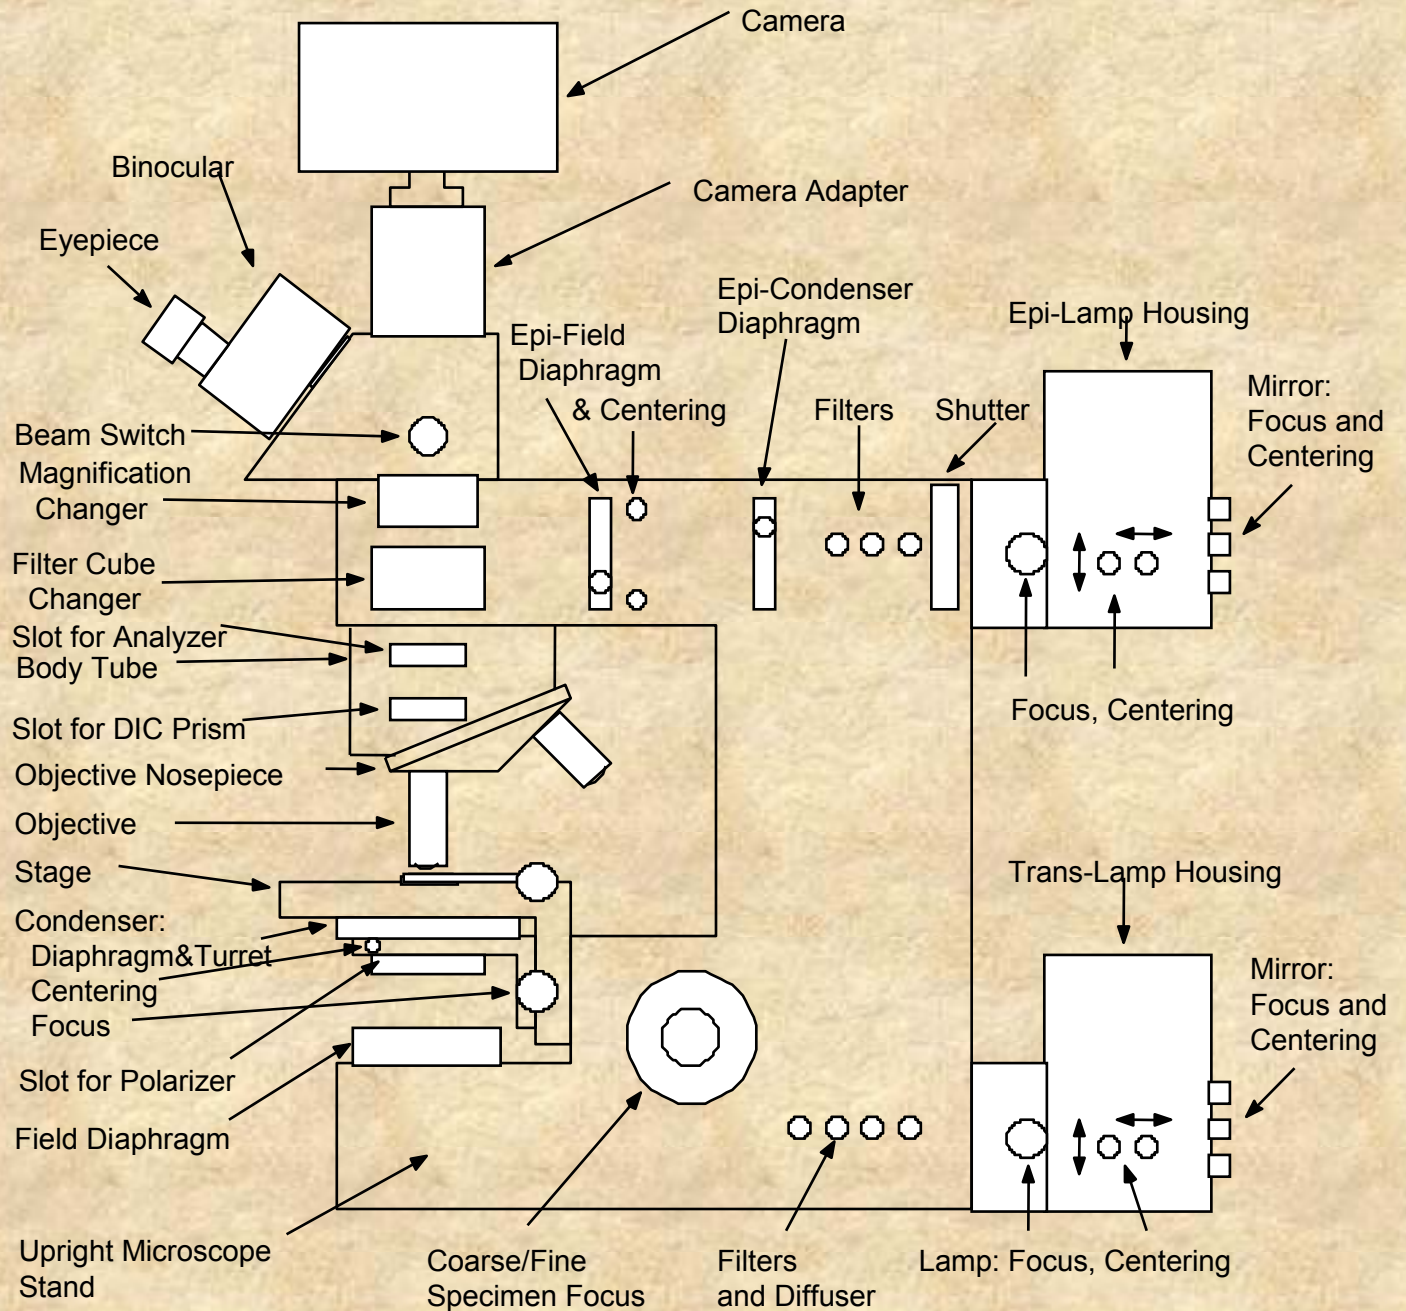 Camera
Binocular
Camera Adapter
Eyepiece
Epi-Condenser
Diaphragm
Epi-Lamp Housing
Epi-Field
Diaphragm
& Centering
Filters
Shutter
Mirror:
Focus and
Centering
Beam Switch
Magnification
Changer
Filter Cube
Changer
Slot for Analyzer
Body Tube
Slot for DIC Prism
Focus, Centering
Objective Nosepiece
Objective
Stage
Trans-Lamp Housing
Condenser:
Diaphragm&Turret
Centering
Focus
Mirror:
Focus and
Centering
Slot for Polarizer
Field Diaphragm
Upright Microscope
Stand
Coarse/Fine
Specimen Focus
Filters
and Diffuser
Lamp: Focus, Centering